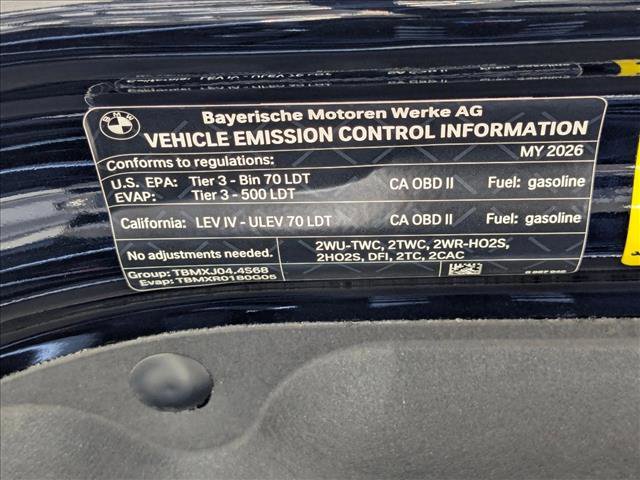 BMW
Bayerische Motoren Werke AG
VEHICLE EMISSION CONTROL INFORMATION
Conforms to regulations: MY 2026
U.S. EPA: Tier 3 - Bin 70 LDT CA OBD II Fuel: gasoline
EVAP: Tier 3 - 500 LDT
California: LEV IV - ULEV 70 LDT CA OBD II Fuel: gasoline
No adjustments needed. 2WU-TWC, 2TWC, 2WR-HO2S,
2HO2S, DFI, 2TC, 2CAC
Group: TBMXJ04.4S68
Evap: TBMXR0180G05